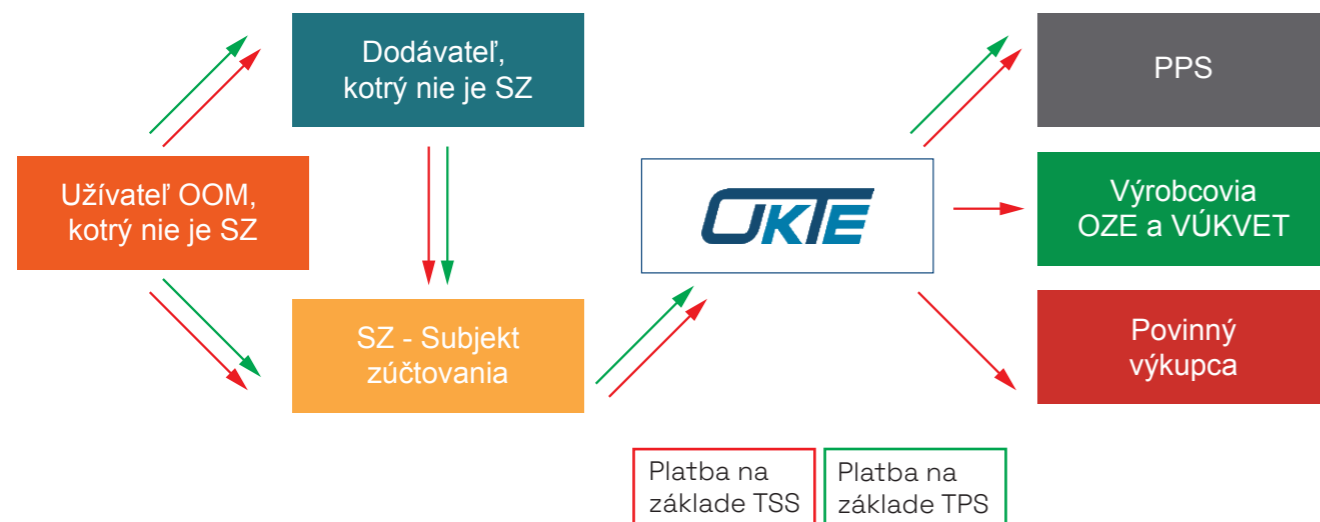 Dodávateľ,
kotrý nie je SZ
PPS
Užívateľ OOM,
kotrý nie je SZ
OKTE
Výrobcovia
OZE a VÚKVET
SZ - Subjekt
zúčtovania
Povinný
výkupca
Platba na
základe TSS
Platba na
základe TPS